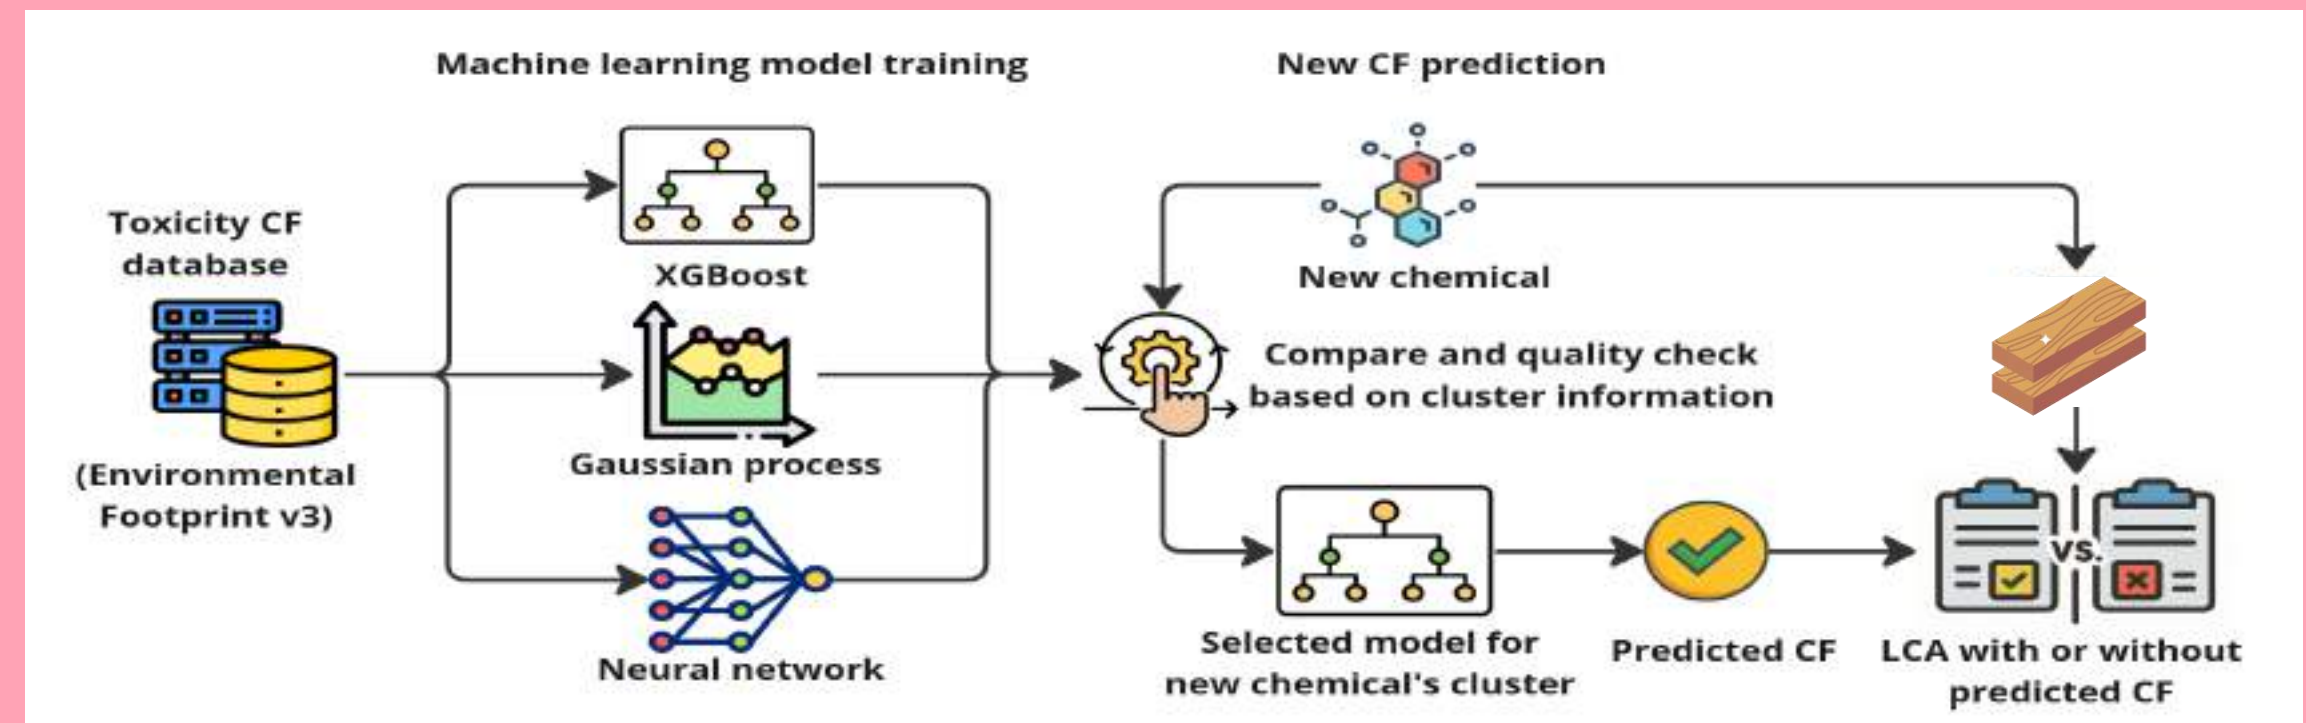 Machine learning model training
New CF prediction
Toxicity CF
database
(Environmental
Footprint v3)
XGBoost
Gaussian process
Neural network
New chemical
Compare and quality check
based on cluster information
Selected model for
new chemical's cluster
Predicted CF
vs.
LCA with or without
predicted CF